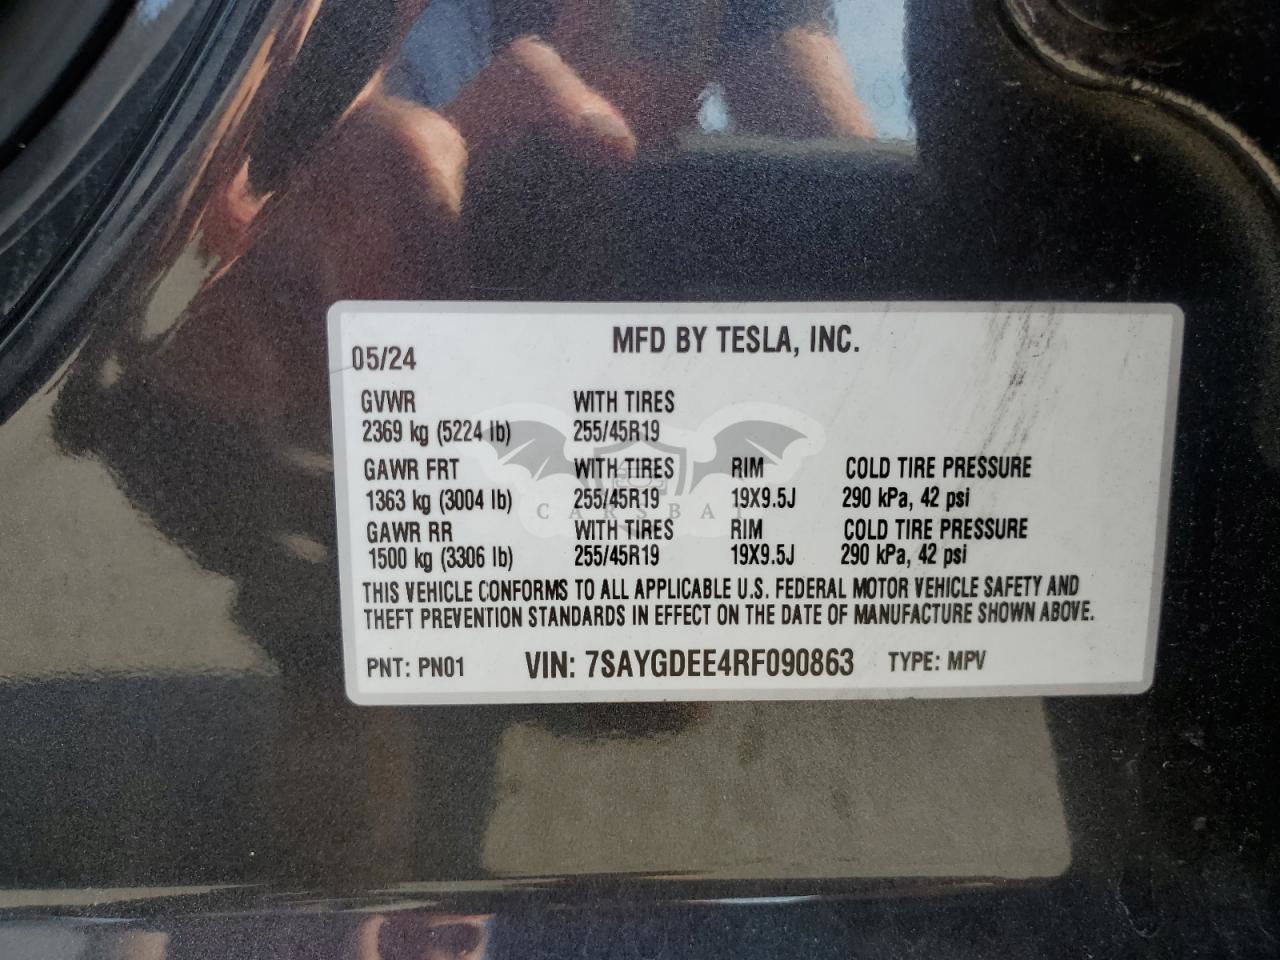 MFD BY TESLA, INC.
05/24
GVWR WITH TIRES
2369 kg (5224 lb) 255/45R19
GAWR FRT WITH TIRES RIM COLD TIRE PRESSURE
1363 kg (3004 lb) 255/45R19 19X9.5J 290 kPa, 42 psi
CARSBAT
GAWR RR WITH TIRES RIM COLD TIRE PRESSURE
1500 kg (3306 lb) 255/45R19 19X9.5J 290 kPa, 42 psi
THIS VEHICLE CONFORMS TO ALL APPLICABLE U.S. FEDERAL MOTOR VEHICLE SAFETY AND
THEFT PREVENTION STANDARDS IN EFFECT ON THE DATE OF MANUFACTURE SHOWN ABOVE.
PNT: PN01 VIN: 7SAYGDEE4RF090863 TYPE: MPV